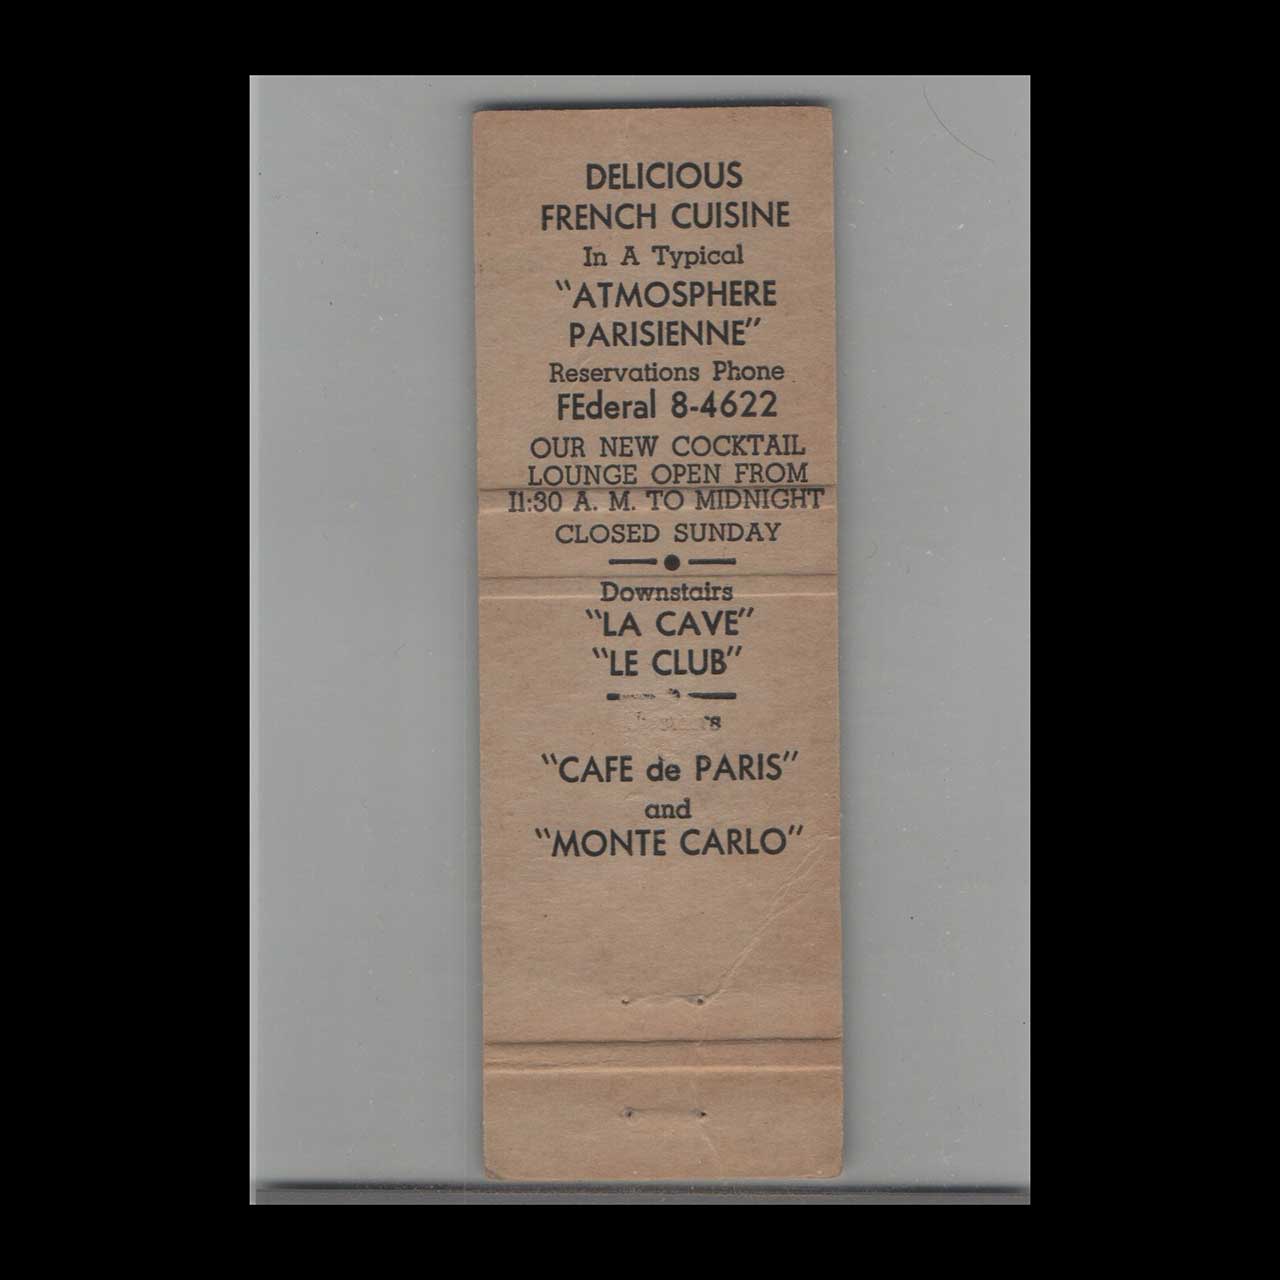 DELICIOUS
FRENCH CUISINE
In A Typical
"ATMOSPHERE
PARISIENNE"
Reservations Phone
FEderal 8-4622
OUR NEW COCKTAIL
LOUNGE OPEN FROM
11:30 A. M. TO MIDNIGHT
CLOSED SUNDAY
Downstairs
"LA CAVE"
"LE CLUB"
"CAFE de PARIS"
and
"MONTE CARLO"